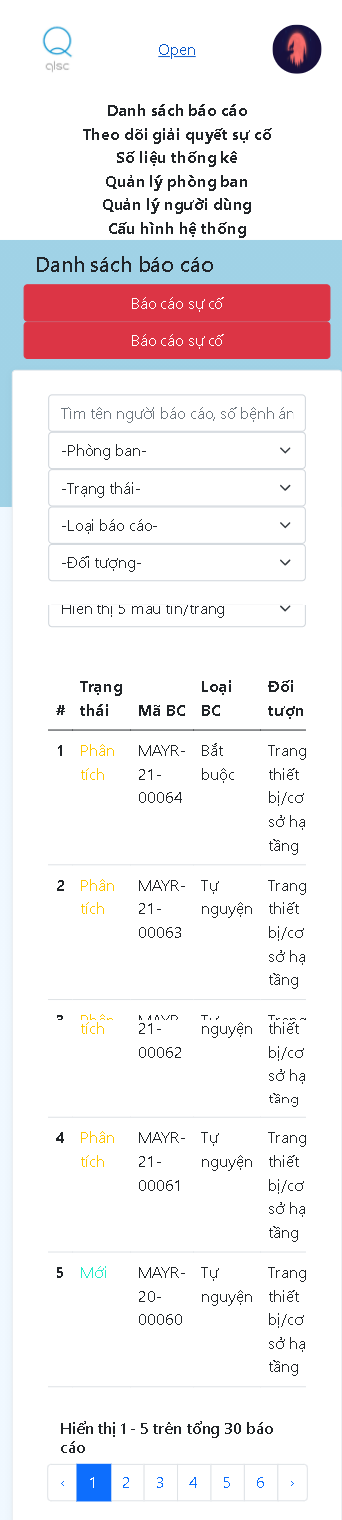 qlsc
Open
Danh sách báo cáo
Theo dõi giải quyết sự cố
Số liệu thống kê
Quản lý phòng ban
Quản lý người dùng
Cấu hình hệ thống
Danh sách báo cáo
Báo cáo sự cố
Báo cáo sự cố
Tìm tên người báo cáo, số bệnh án
-Phòng ban-
-Trạng thái-
-Loại báo cáo-
-Đối tượng-
Hiển thị 5 mẩu tin/trang
# Trạng thái Mã BC Loại BC Đối tượn
1 Phân tích MAYR-21-00064 Bắt buộc Trang thiết bị/cơ sở hạ tầng
2 Phân tích MAYR-21-00063 Tự nguyện Trang thiết bị/cơ sở hạ tầng
3 Phân tích MAYR-21-00062 Tự nguyện Trang thiết bị/cơ sở hạ tầng
4 Phân tích MAYR-21-00061 Tự nguyện Trang thiết bị/cơ sở hạ tầng
5 Mới MAYR-20-00060 Tự nguyện Trang thiết bị/cơ sở hạ tầng
Hiển thị 1 - 5 trên tổng 30 báo
cáo
‹ 1 2 3 4 5 6 ›